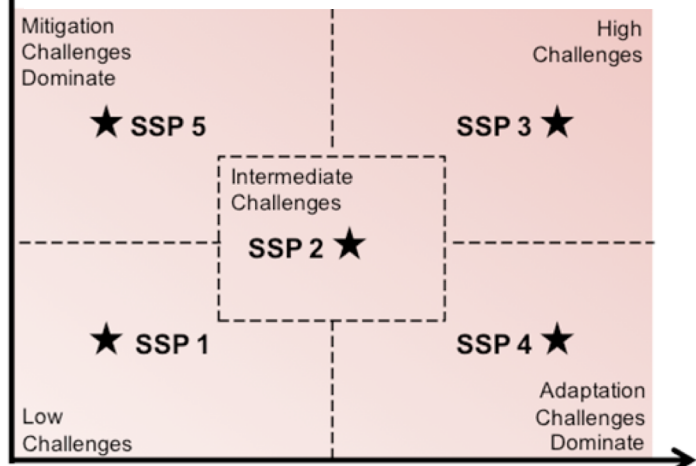 Mitigation
Challenges
Dominate
High
Challenges
SSP 5
SSP 3
Intermediate
Challenges
SSP 2
SSP 1
SSP 4
Low
Challenges
Adaptation
Challenges
Dominate